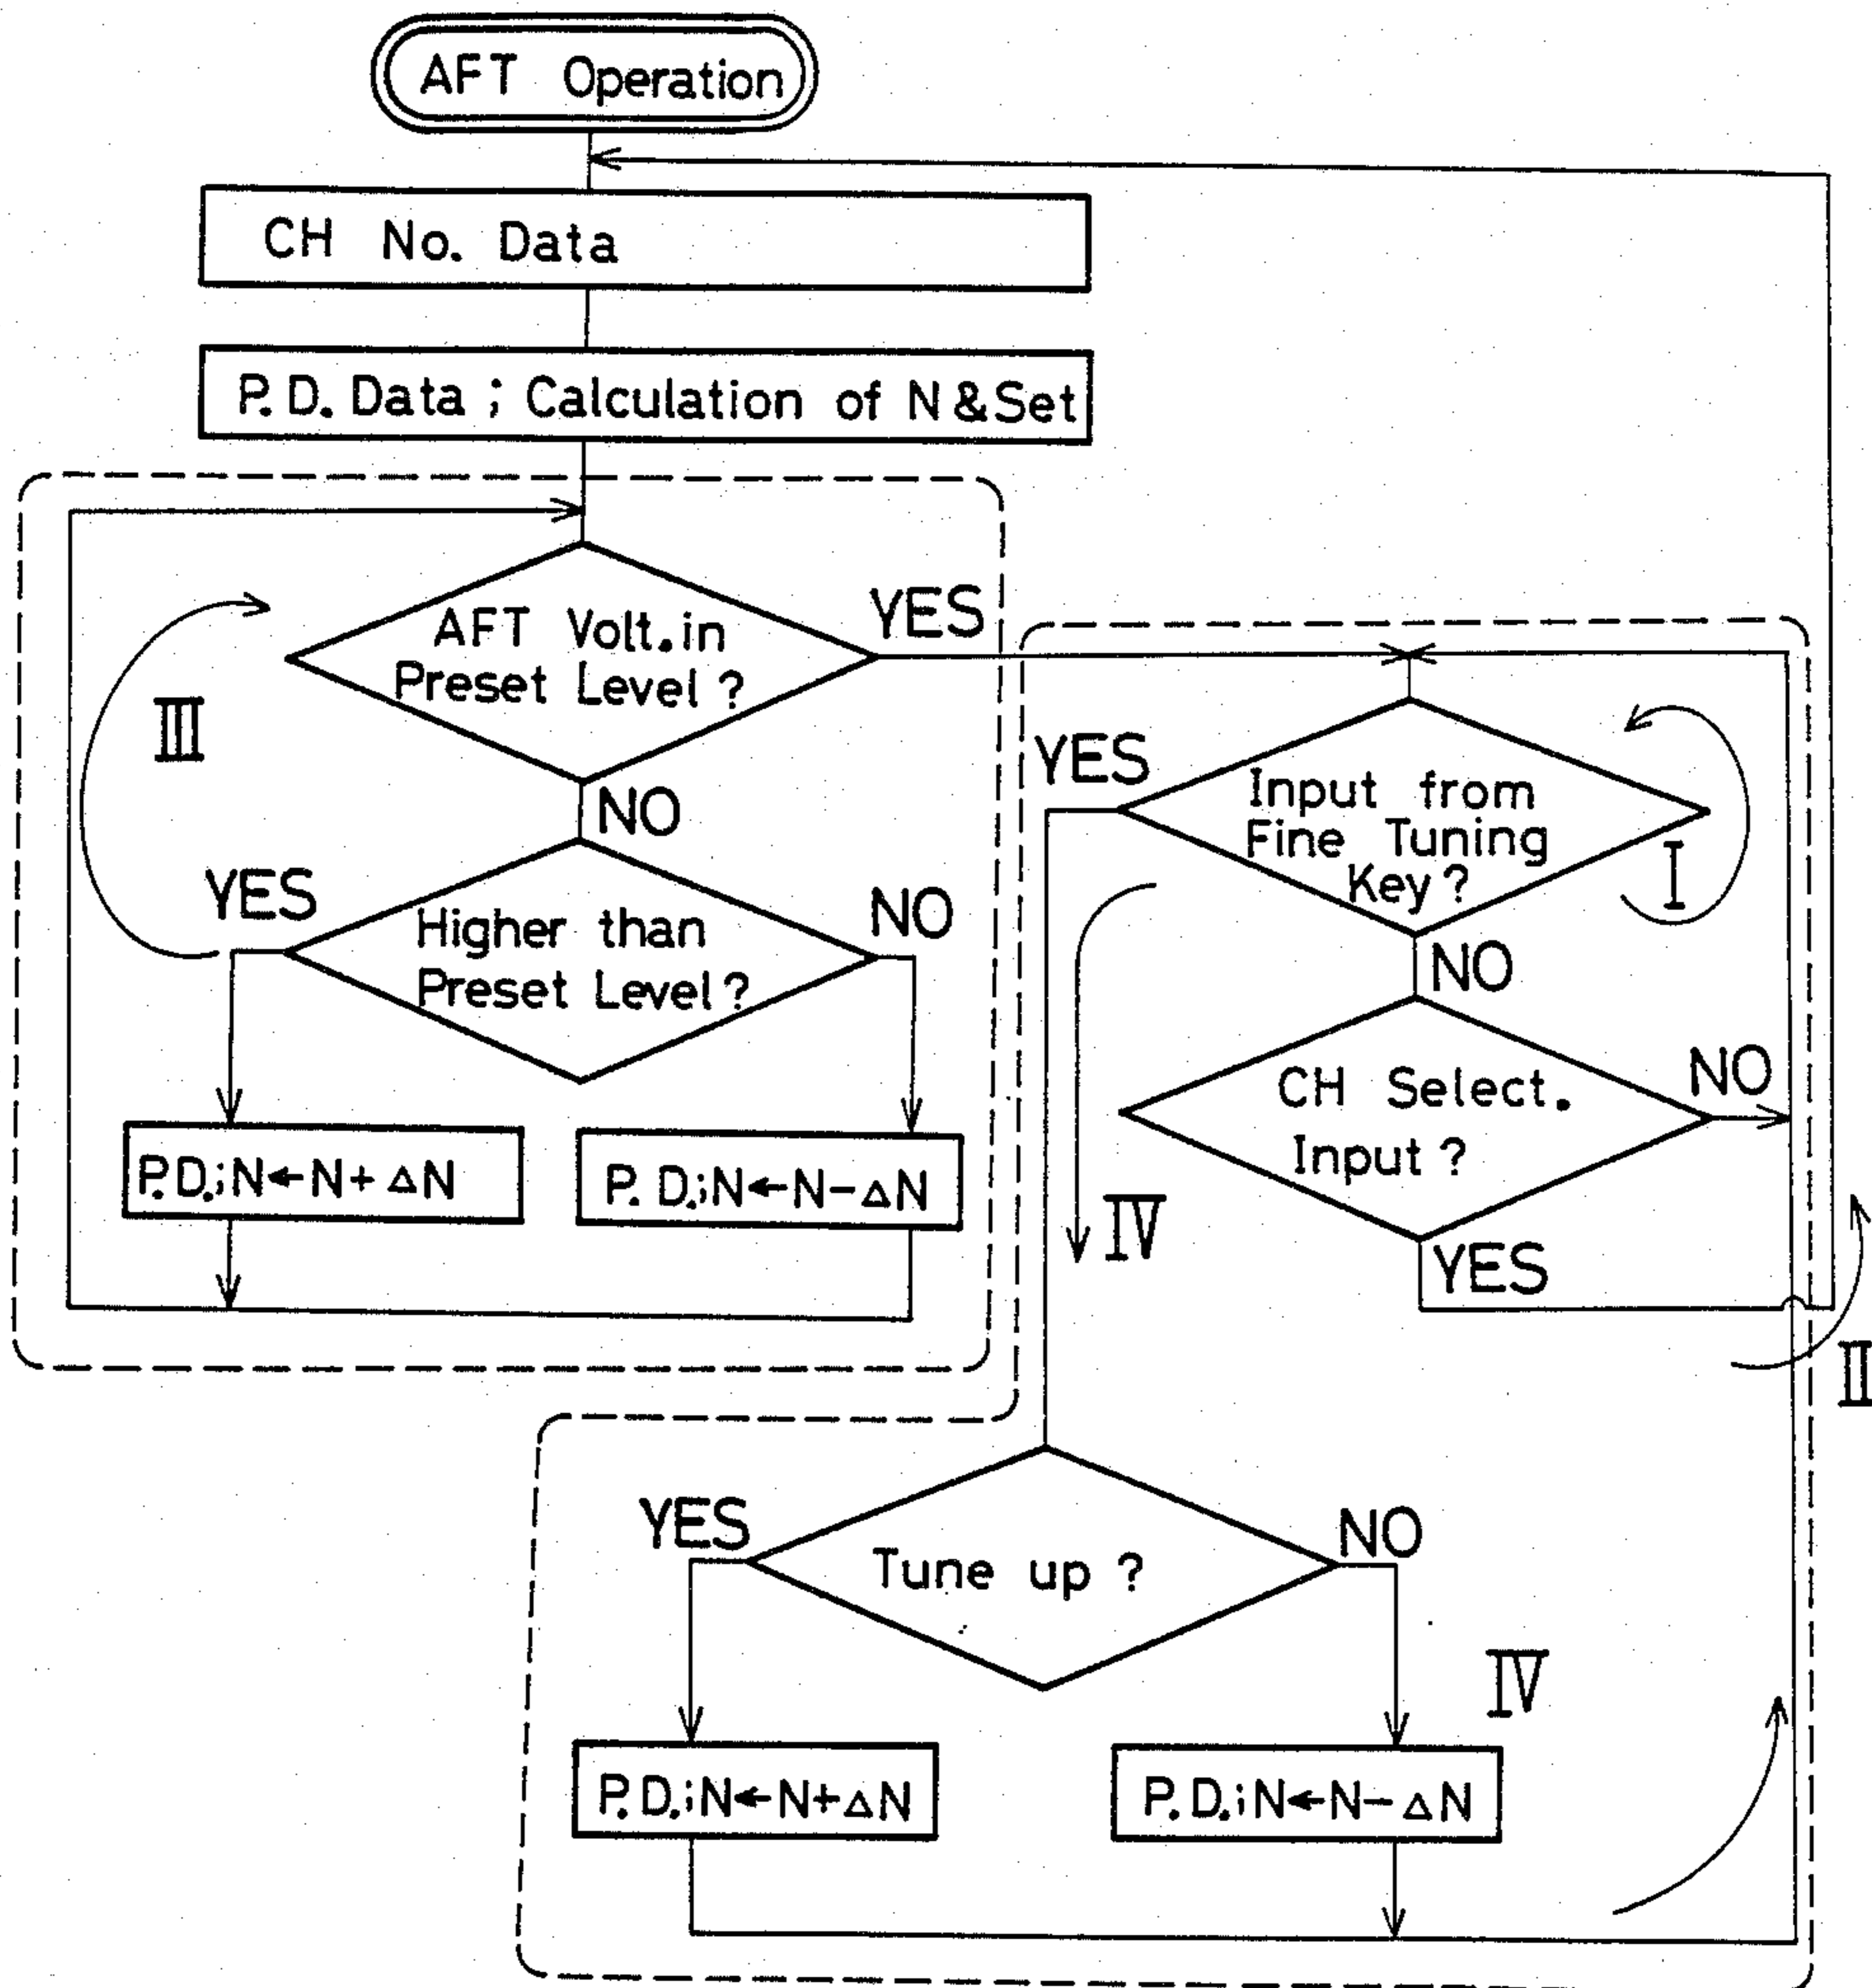 AFT Operation
CH No. Data
P.D. Data ; Calculation of N & Set
AFT Volt. in
Preset Level ?
YES
NO
III
Higher than
Preset Level ?
YES
NO
P.D.;N←N+ΔN
P.D.;N←N-ΔN
Input from
Fine Tuning
Key ?
YES
NO
I
CH Select.
Input ?
NO
YES
IV
II
Tune up ?
YES
NO
IV
P.D.;N←N+ΔN
P.D.;N←N-ΔN